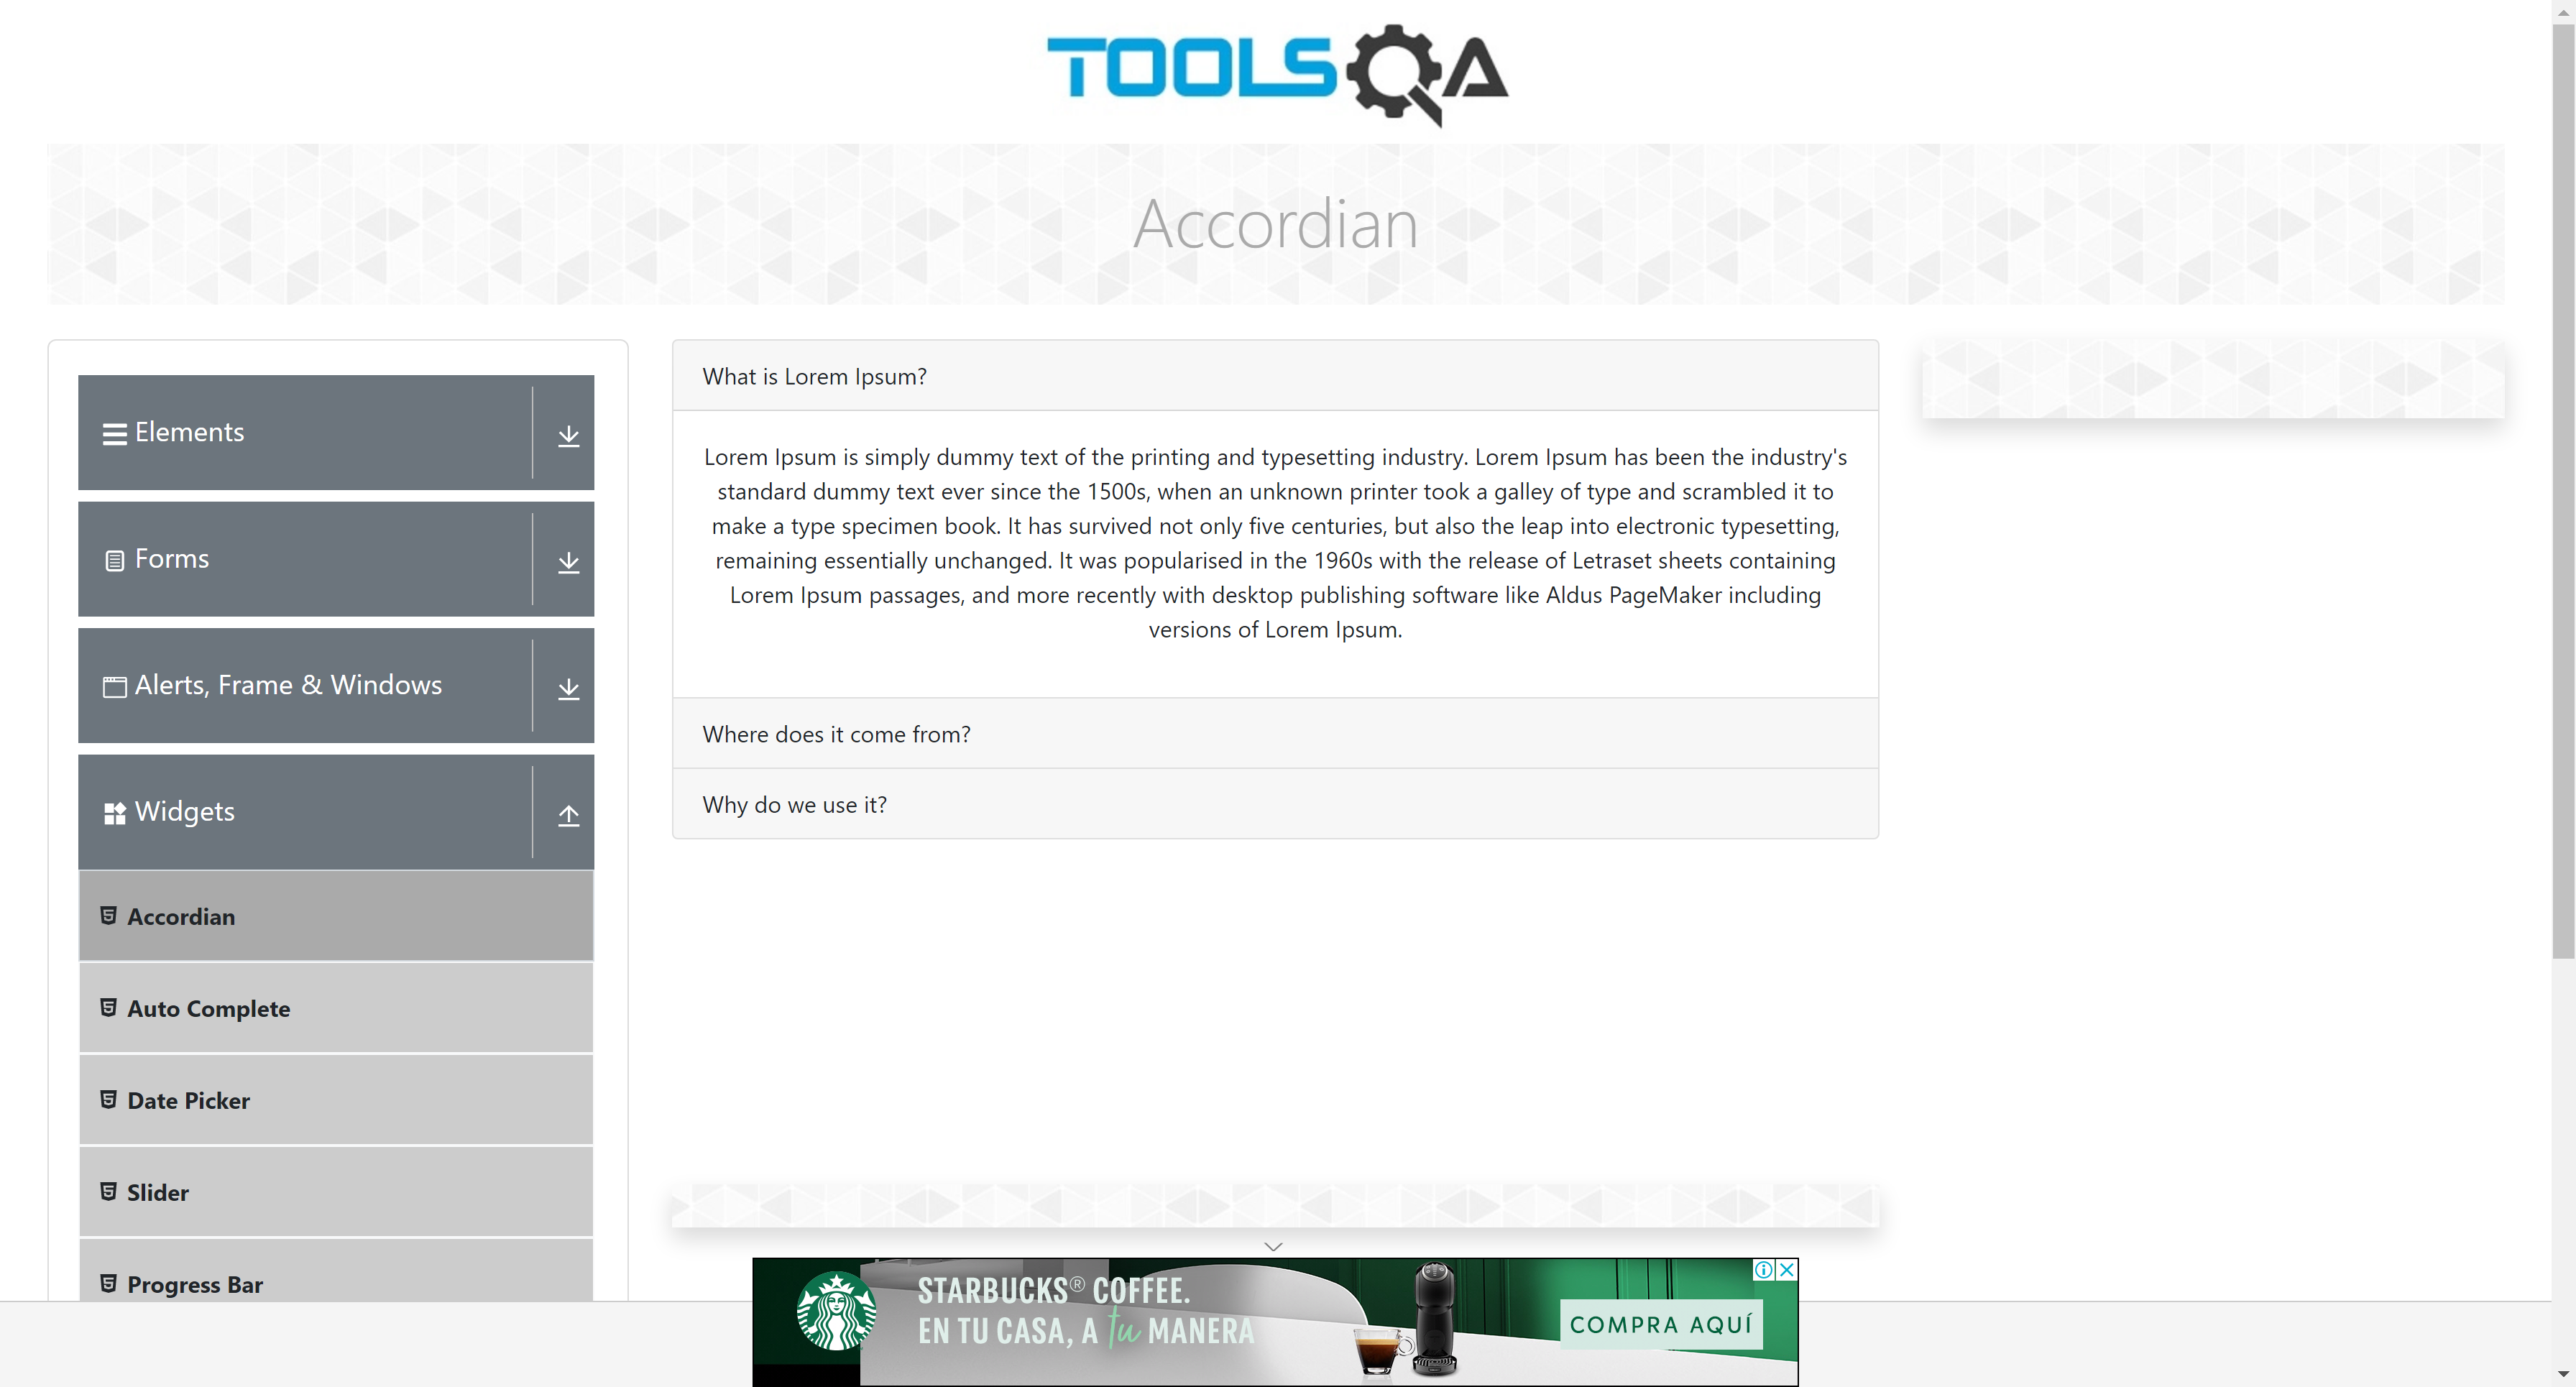 TOOLSQA
Accordian
Elements
Forms
Alerts, Frame & Windows
Widgets
Accordian
Auto Complete
Date Picker
Slider
Progress Bar
What is Lorem Ipsum?
Lorem Ipsum is simply dummy text of the printing and typesetting industry. Lorem Ipsum has been the industry's
standard dummy text ever since the 1500s, when an unknown printer took a galley of type and scrambled it to
make a type specimen book. It has survived not only five centuries, but also the leap into electronic typesetting,
remaining essentially unchanged. It was popularised in the 1960s with the release of Letraset sheets containing
Lorem Ipsum passages, and more recently with desktop publishing software like Aldus PageMaker including
versions of Lorem Ipsum.
Where does it come from?
Why do we use it?
STARBUCKS® COFFEE.
EN TU CASA, A tu MANERA
COMPRA AQUÍ